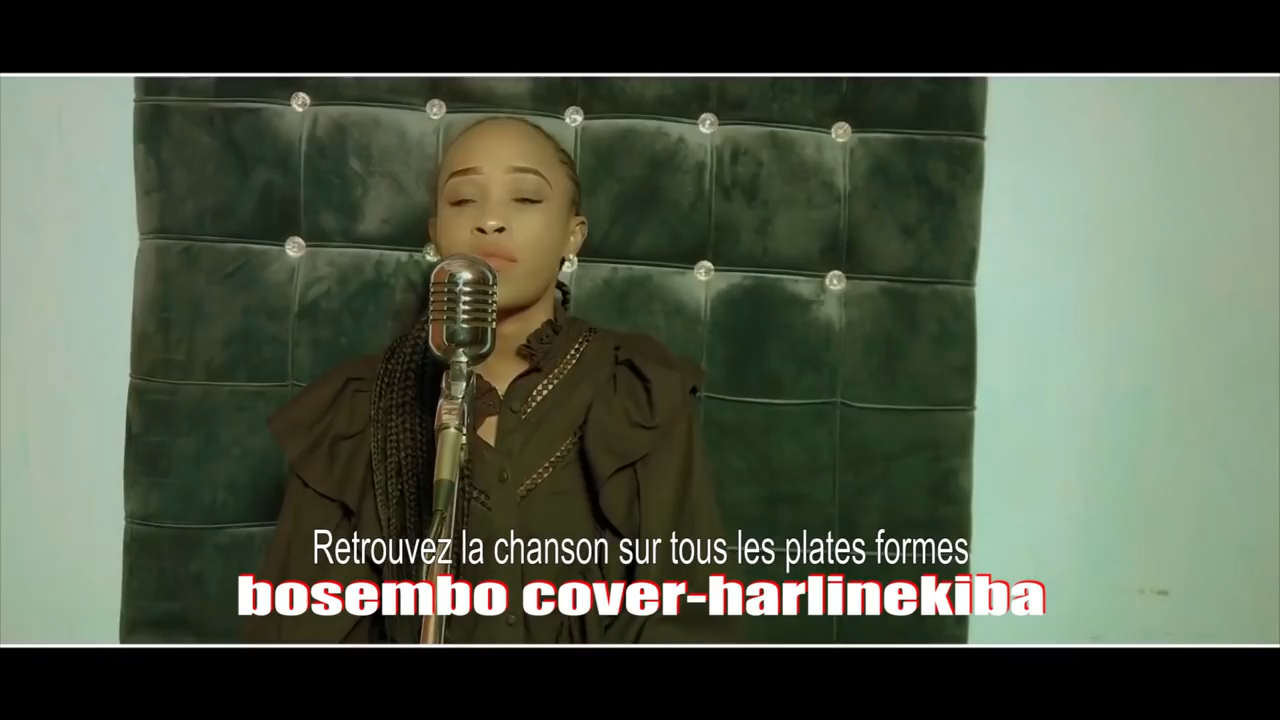 Retrouvez la chanson sur tous les plates formes
bosembo cover-harlinekiba